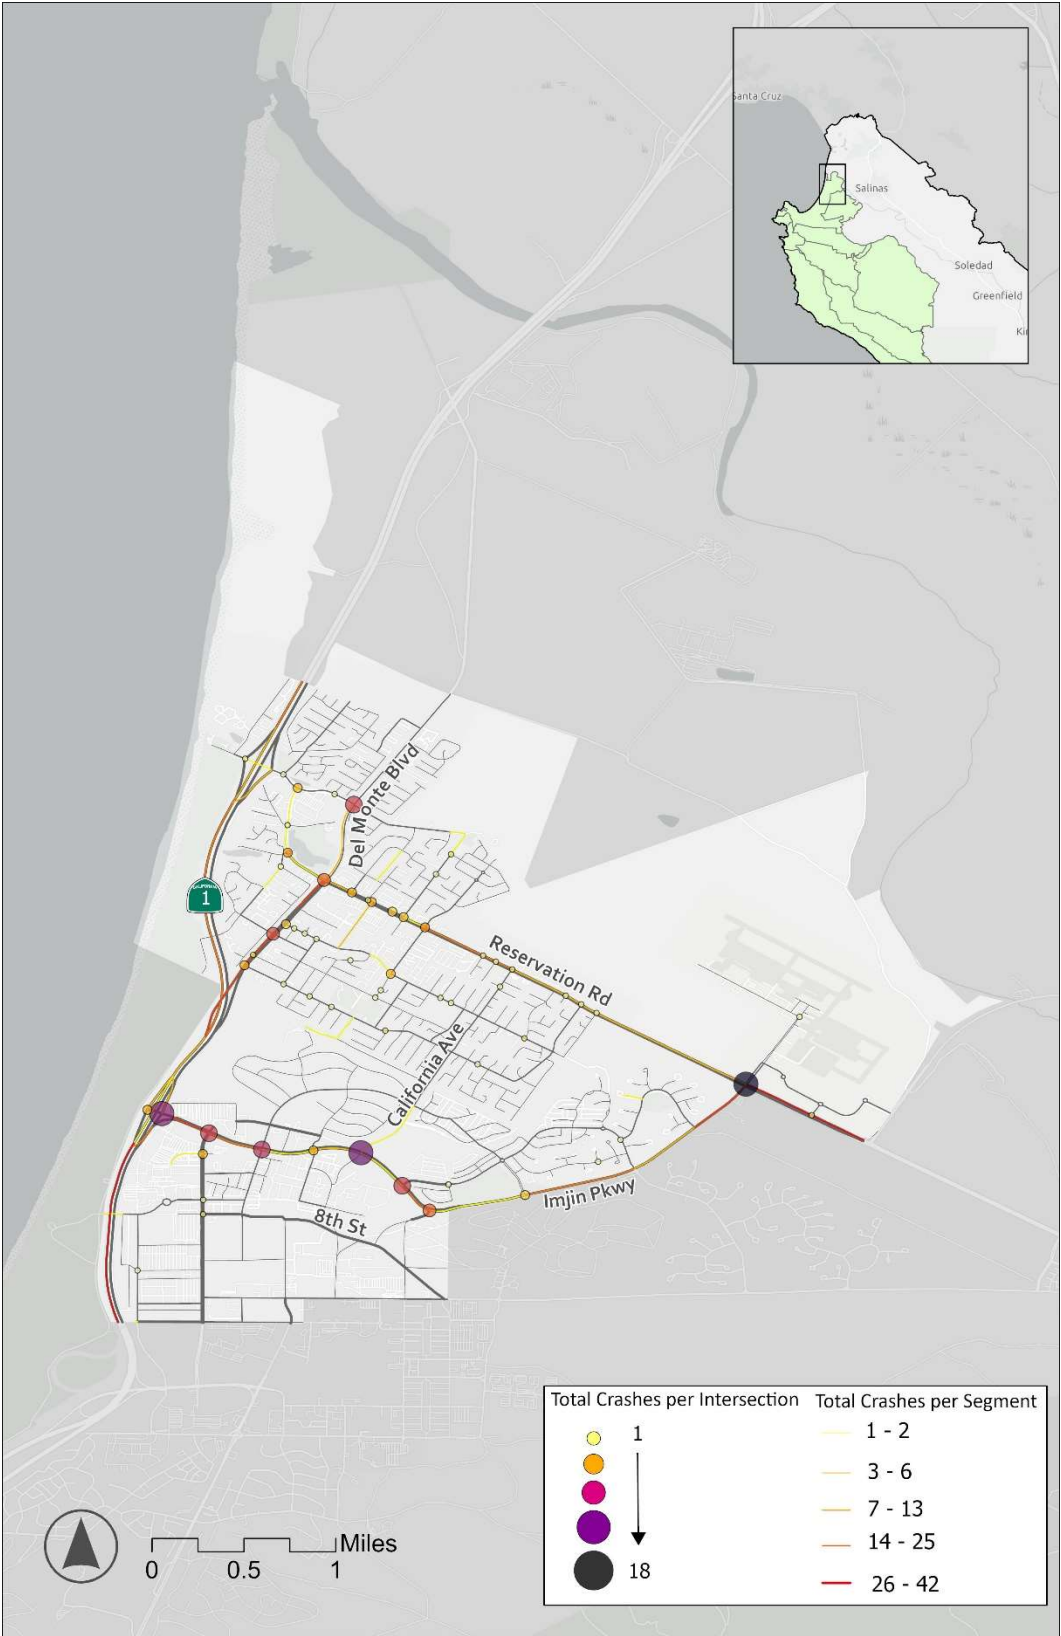 Santa Cruz
Salinas
Soledad
Greenfield
Ki
Del Monte Blvd
CALIFORNIA
1
Reservation Rd
California Ave
Imjin Pkwy
8th St
Total Crashes per Intersection
1
18
Total Crashes per Segment
1 - 2
3 - 6
7 - 13
14 - 25
26 - 42
Miles
0 0.5 1